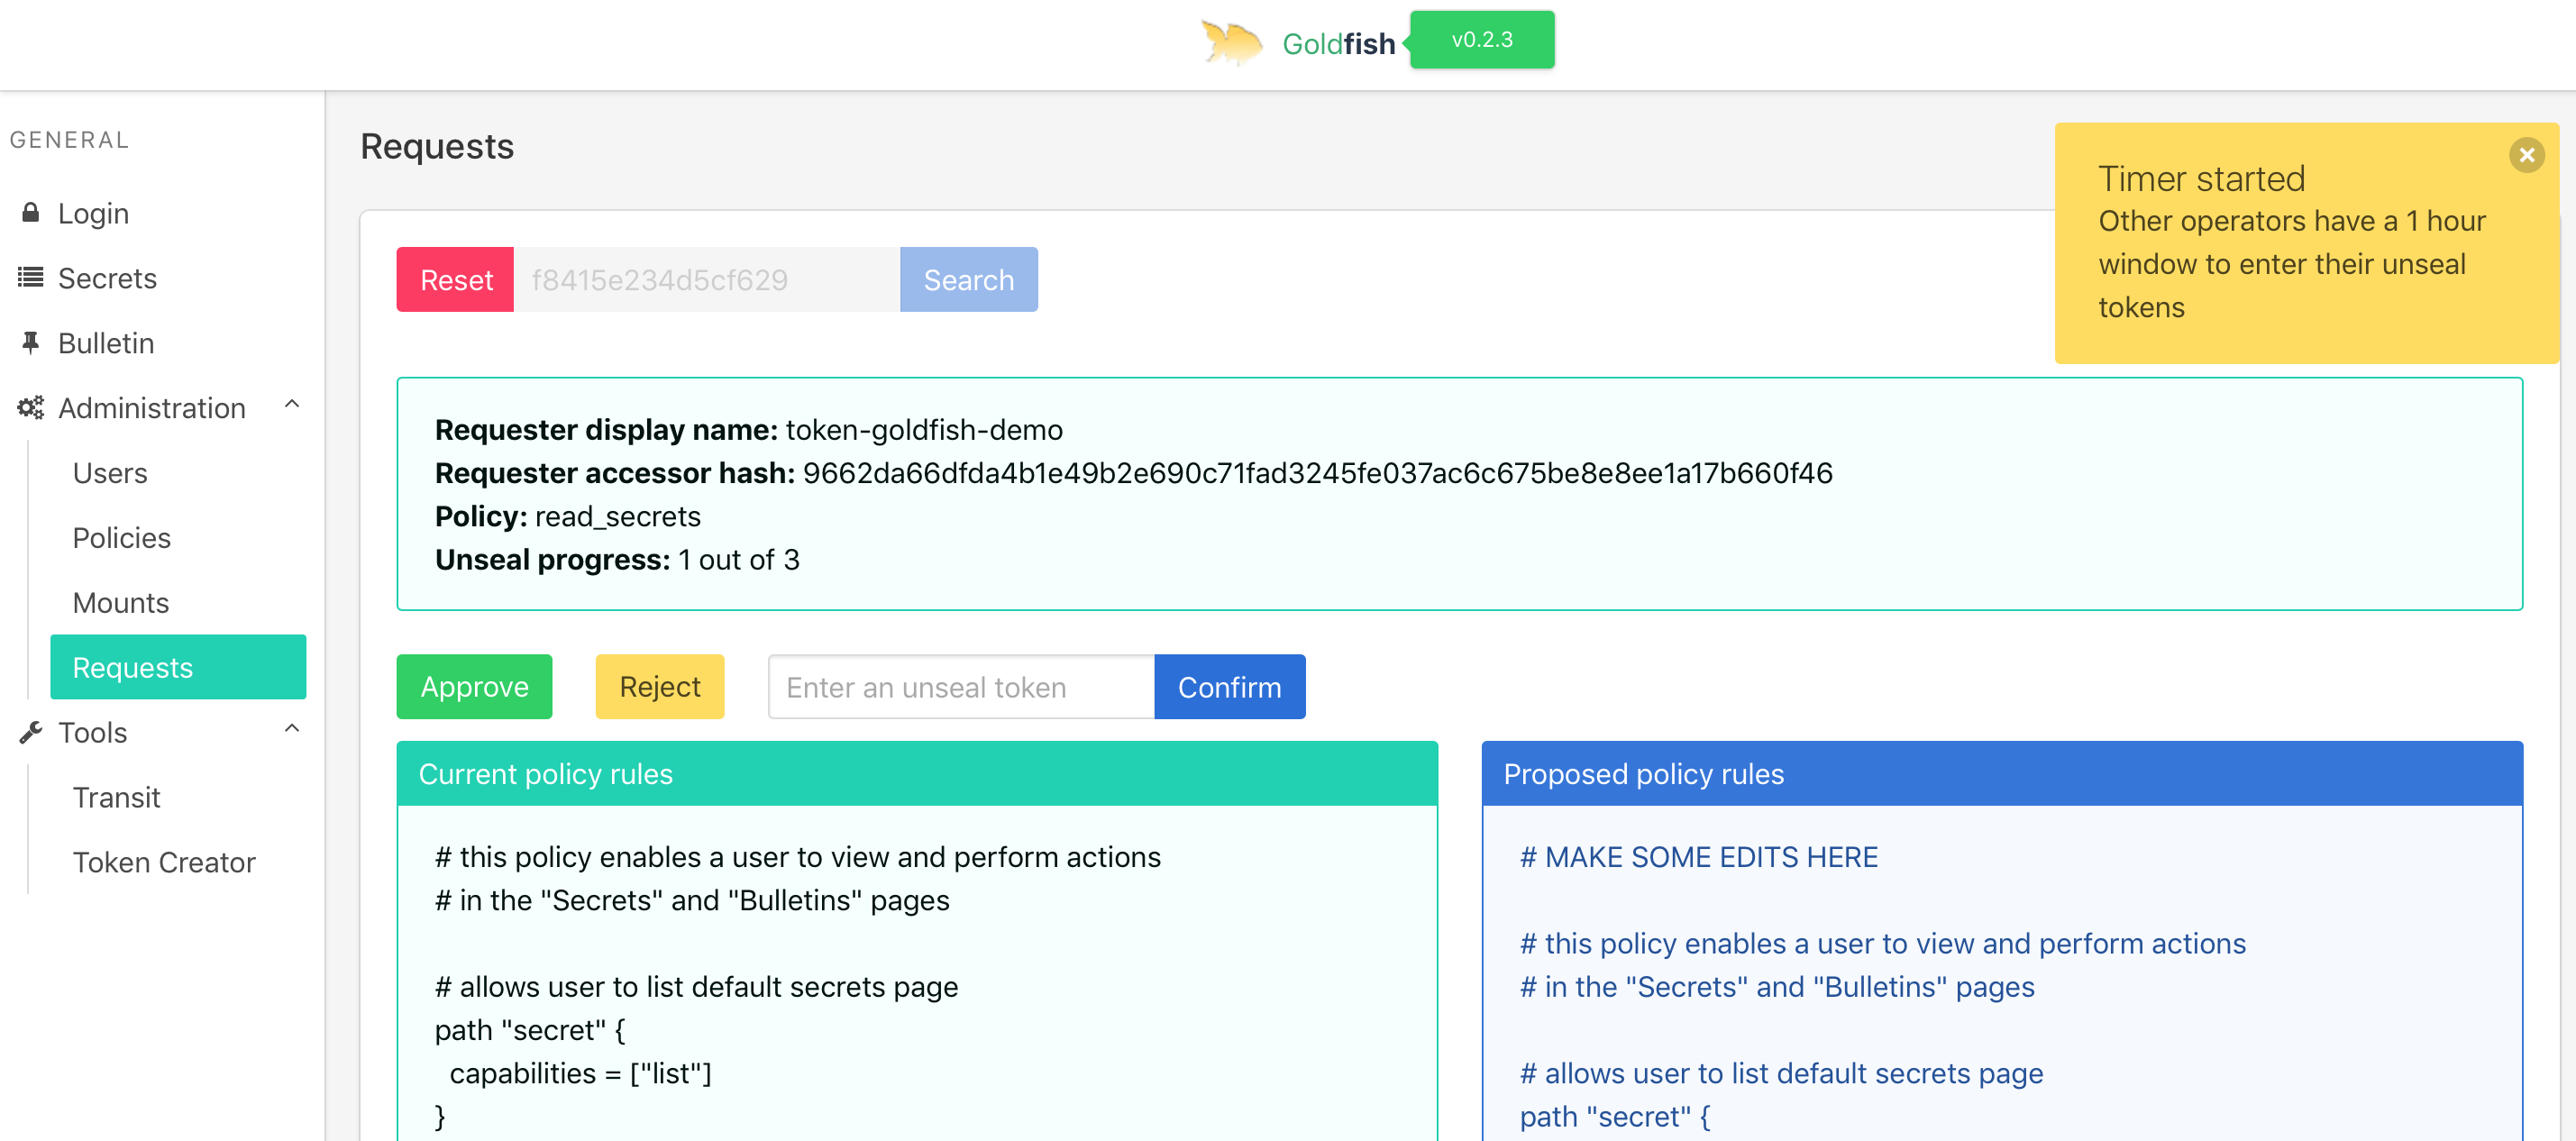 Goldfish
v0.2.3
GENERAL
Login
Secrets
Bulletin
Administration
Users
Policies
Mounts
Requests
Tools
Transit
Token Creator
Requests
Timer started
Other operators have a 1 hour
window to enter their unseal
tokens
Reset
f8415e234d5cf629
Search
Requester display name: token-goldfish-demo
Requester accessor hash: 9662da66dfda4b1e49b2e690c71fad3245fe037ac6c675be8e8ee1a17b660f46
Policy: read_secrets
Unseal progress: 1 out of 3
Approve
Reject
Enter an unseal token
Confirm
Current policy rules
# this policy enables a user to view and perform actions
# in the "Secrets" and "Bulletins" pages
# allows user to list default secrets page
path "secret" {
capabilities = ["list"]
}
Proposed policy rules
# MAKE SOME EDITS HERE
# this policy enables a user to view and perform actions
# in the "Secrets" and "Bulletins" pages
# allows user to list default secrets page
path "secret" {